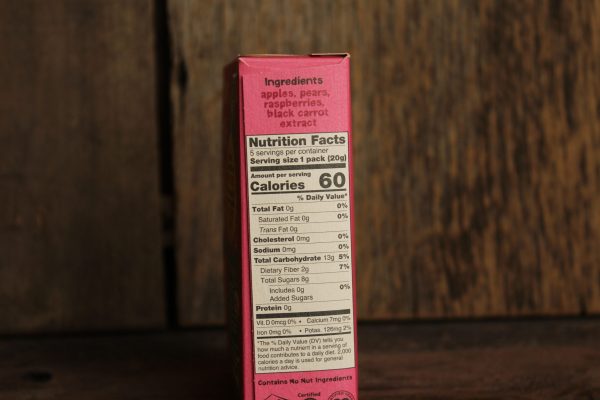 Ingredients
apples, pears,
raspberries,
black carrot
extract
Nutrition Facts
5 servings per container
Serving size 1 pack (20g)
Amount per serving
Calories 60
% Daily Value*
Total Fat 0g 0%
Saturated Fat 0g 0%
Trans Fat 0g
Cholesterol 0mg 0%
Sodium 0mg 0%
Total Carbohydrate 13g 5%
Dietary Fiber 2g 7%
Total Sugars 8g
Includes 0g 0%
Added Sugars
Protein 0g
Vit. D 0mcg 0% • Calcium 7mg 0%
Iron 0mg 0% • Potas. 126mg 2%
*The % Daily Value (DV) tells you
how much a nutrient in a serving of
food contributes to a daily diet. 2,000
calories a day is used for general
nutrition advice.
Contains No Nut Ingredients
Certified